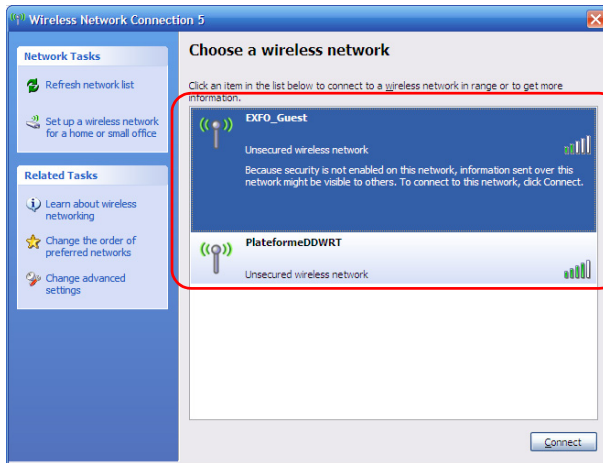 Wireless Network Connection 5
Network Tasks
Refresh network list
Set up a wireless network
for a home or small office
Related Tasks
Learn about wireless
networking
Change the order of
preferred networks
Change advanced
settings
Choose a wireless network
Click an item in the list below to connect to a wireless network in range or to get more
information.
EXFO_Guest
Unsecured wireless network
Because security is not enabled on this network, information sent over this
network might be visible to others. To connect to this network, click Connect.
PlateformeDDWRT
Unsecured wireless network
Connect